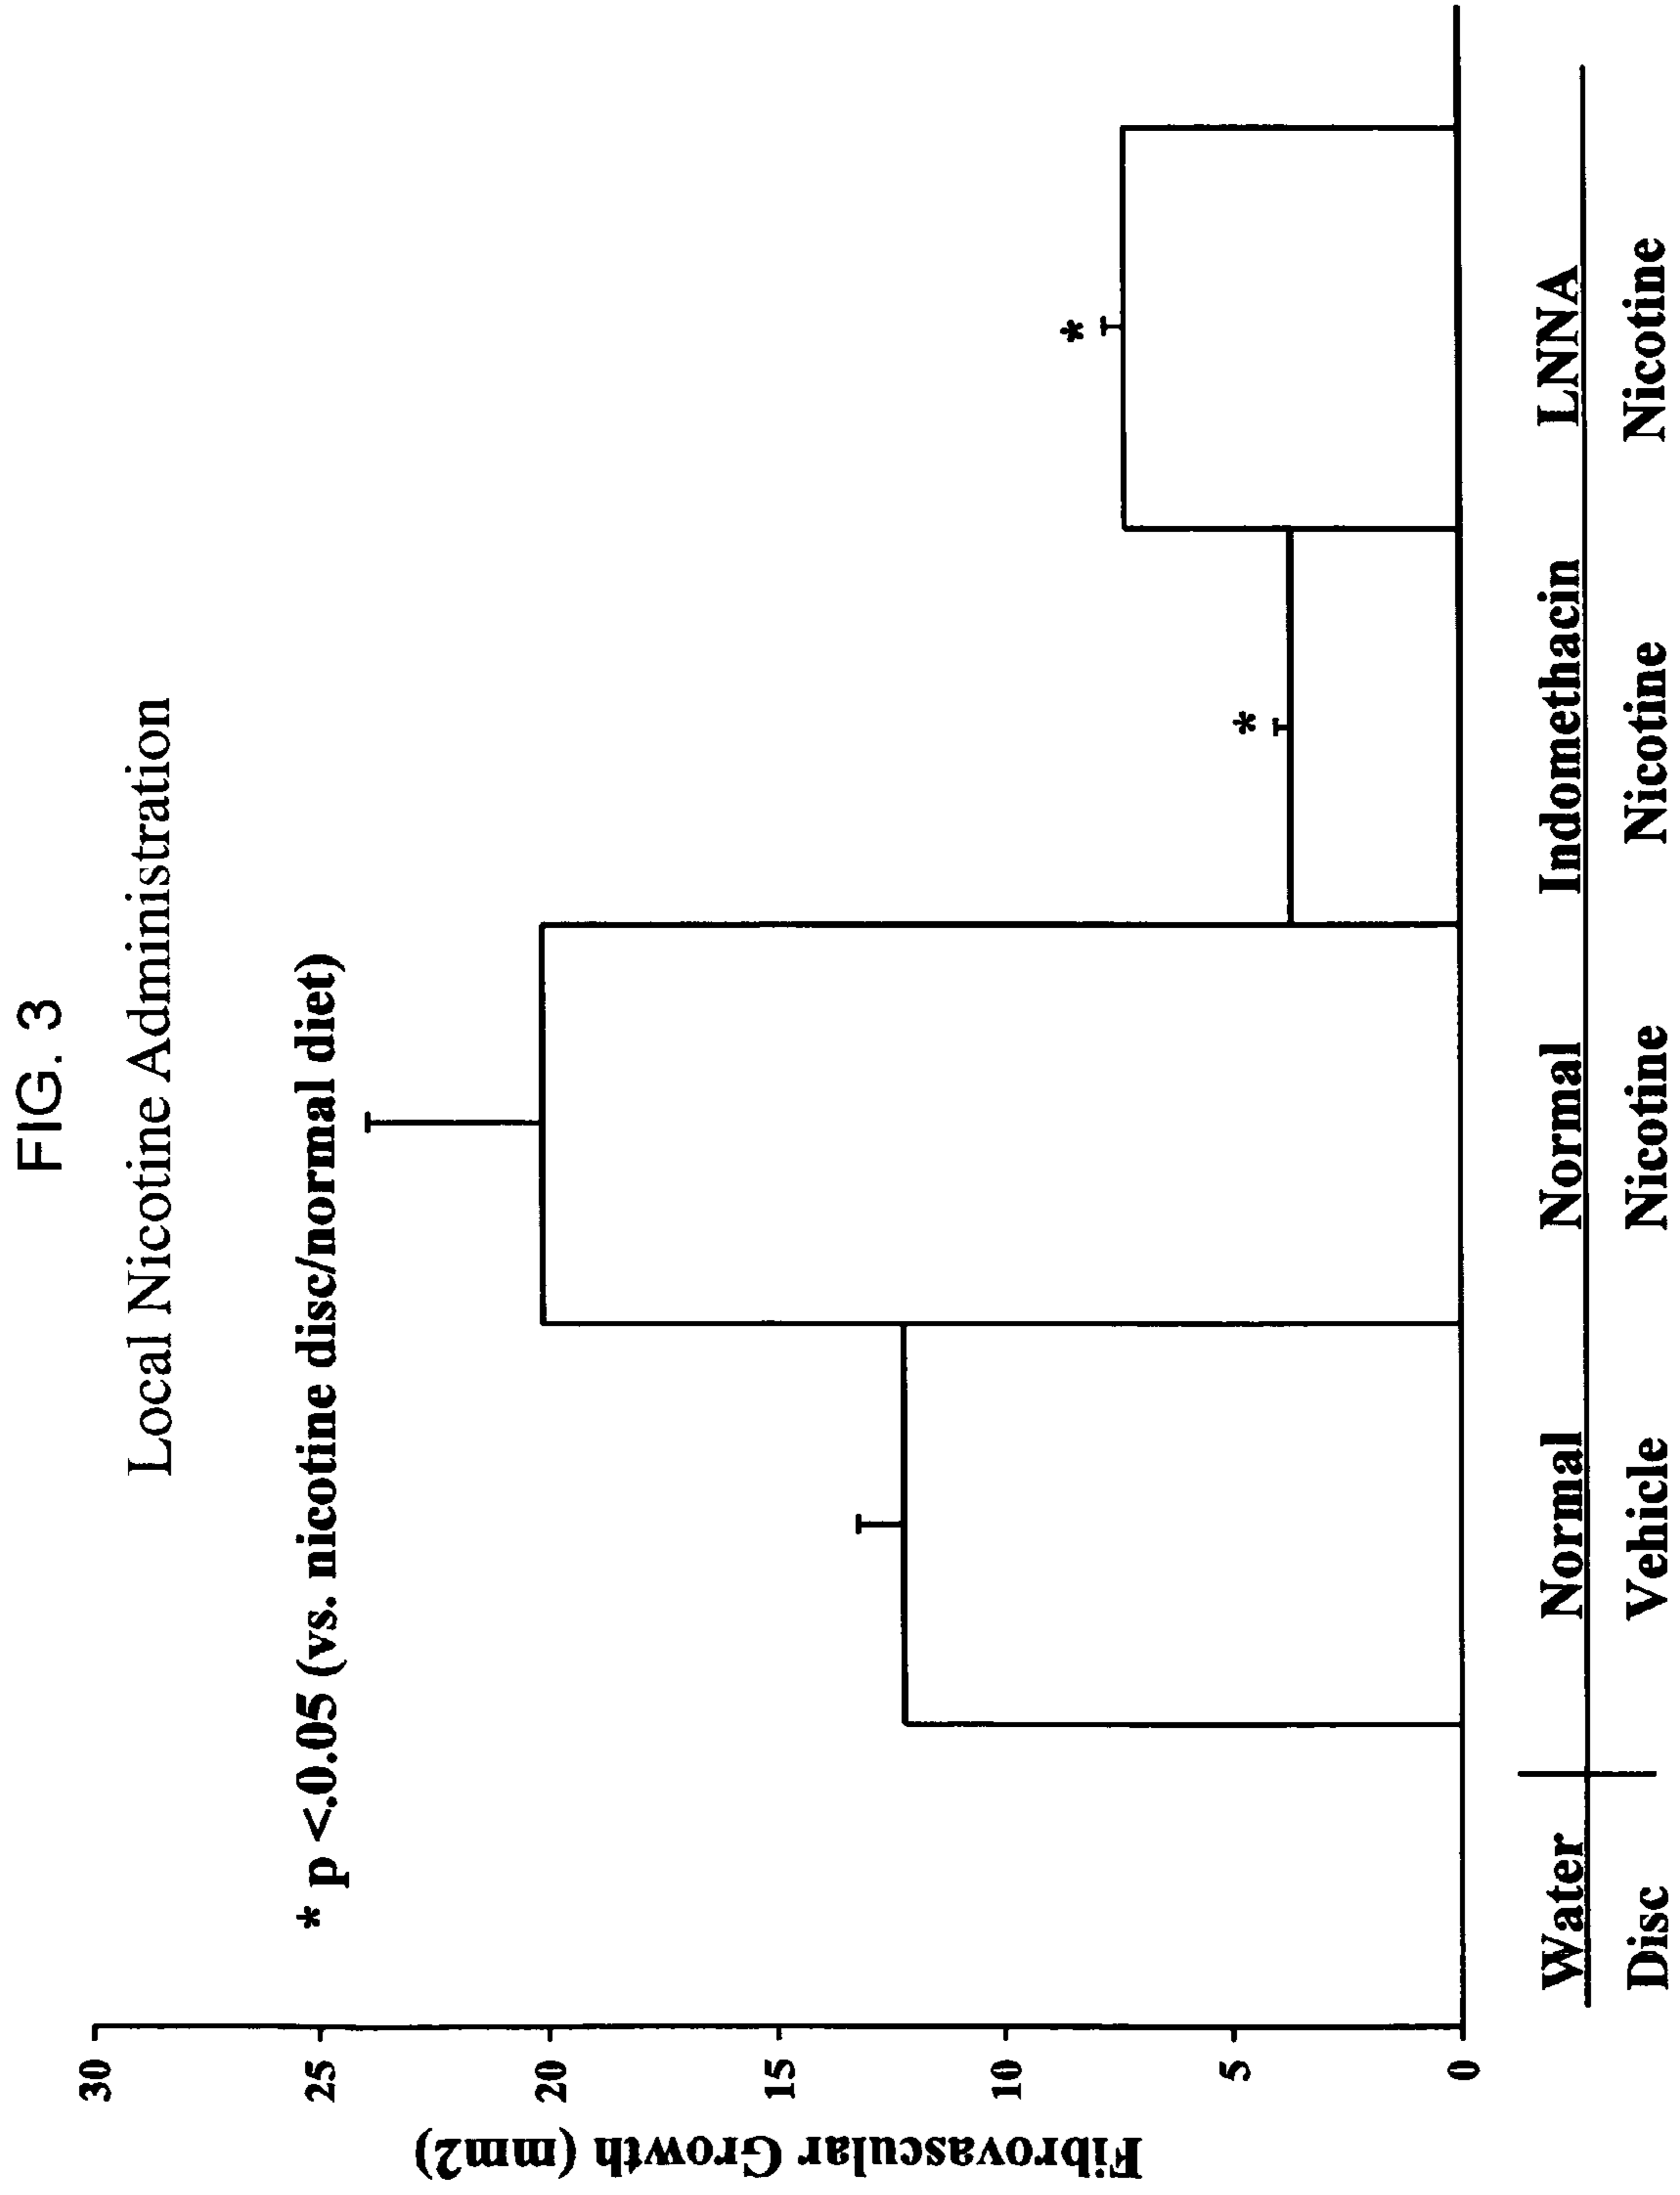 FIG. 3
Local Nicotine Administration
* p <.0.05 (vs. nicotine disc/normal diet)
Fibrovascular Growth (mm2)
30
25
20
15
10
5
0
*
*
Water Normal Normal Indomethacin LNNA
Disc Vehicle Nicotine Nicotine Nicotine